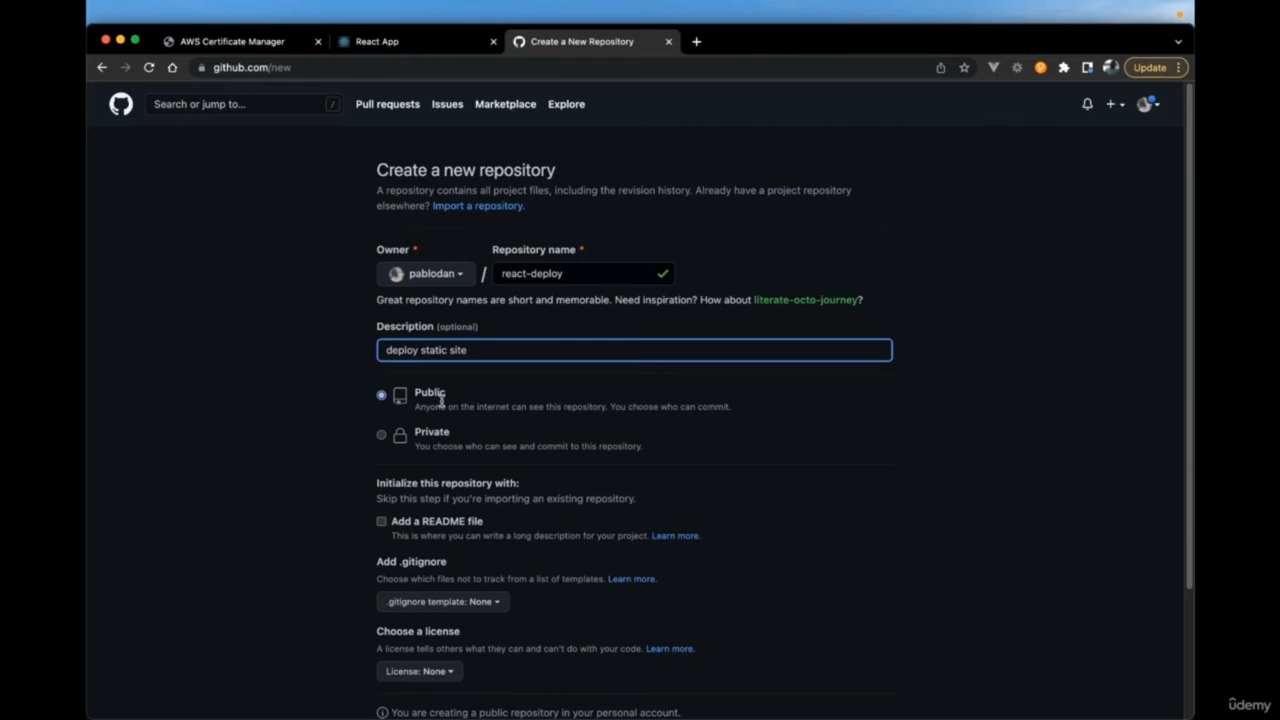 AWS Certificate Manager
React App
Create a New Repository
github.com/new
Update
Search or jump to...
/
Pull requests
Issues
Marketplace
Explore
Create a new repository
A repository contains all project files, including the revision history. Already have a project repository
elsewhere? Import a repository.
Owner *
Repository name *
pablodan
/
react-deploy
Great repository names are short and memorable. Need inspiration? How about literate-octo-journey?
Description (optional)
deploy static site
Public
Anyone on the internet can see this repository. You choose who can commit.
Private
You choose who can see and commit to this repository.
Initialize this repository with:
Skip this step if you're importing an existing repository.
Add a README file
This is where you can write a long description for your project. Learn more.
Add .gitignore
Choose which files not to track from a list of templates. Learn more.
.gitignore template: None
Choose a license
A license tells others what they can and can't do with your code. Learn more.
License: None
You are creating a public repository in your personal account.
ûdemy